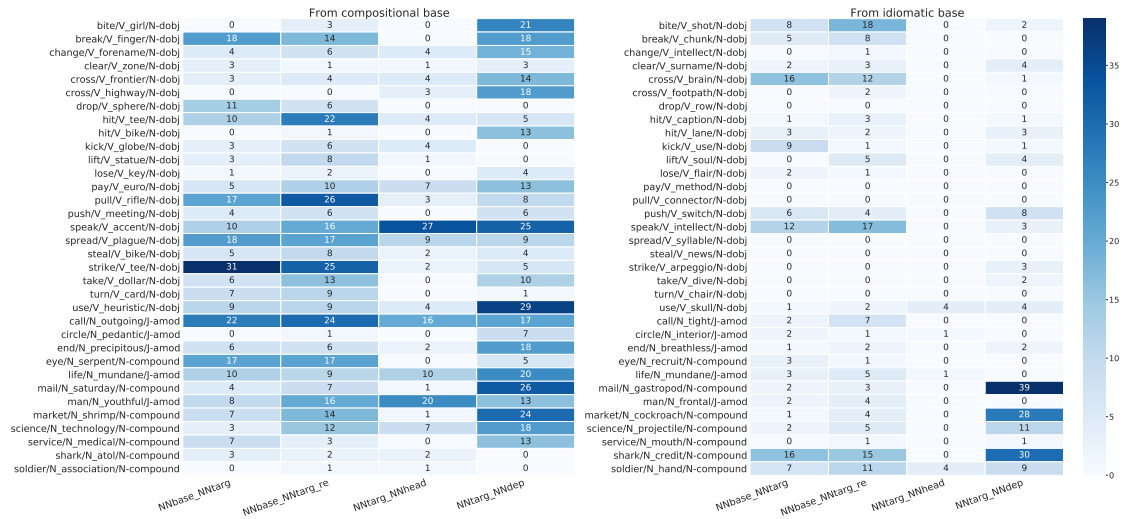 From compositional base
bite/V_girl/N-dobj 0 3 0 21
break/V_finger/N-dobj 18 14 0 18
change/V_forename/N-dobj 4 6 4 15
clear/V_zone/N-dobj 3 1 1 3
cross/V_frontier/N-dobj 3 4 4 14
cross/V_highway/N-dobj 0 0 3 18
drop/V_sphere/N-dobj 11 6 0 0
hit/V_tee/N-dobj 10 22 4 5
hit/V_bike/N-dobj 0 1 0 13
kick/V_globe/N-dobj 3 6 4 0
lift/V_statue/N-dobj 3 8 1 0
lose/V_key/N-dobj 1 2 0 4
pay/V_euro/N-dobj 5 10 7 13
pull/V_rifle/N-dobj 17 26 3 8
push/V_meeting/N-dobj 4 6 0 6
speak/V_accent/N-dobj 10 16 27 25
spread/V_plague/N-dobj 18 17 9 9
steal/V_bike/N-dobj 5 8 2 4
strike/V_tee/N-dobj 31 25 2 5
take/V_dollar/N-dobj 6 13 0 10
turn/V_card/N-dobj 7 9 0 1
use/V_heuristic/N-dobj 9 9 4 29
call/N_outgoing/J-amod 22 24 16 17
circle/N_pedantic/J-amod 0 1 0 7
end/N_precipitous/J-amod 6 6 2 18
eye/N_serpent/N-compound 17 17 0 5
life/N_mundane/J-amod 10 9 10 20
mail/N_saturday/N-compound 4 7 1 26
man/N_youthful/J-amod 8 16 20 13
market/N_shrimp/N-compound 7 14 1 24
science/N_technology/N-compound 3 12 7 18
service/N_medical/N-compound 7 3 0 13
shark/N_atol/N-compound 3 2 2 0
soldier/N_association/N-compound 0 1 1 0
NNbase_NNtarg NNbase_NNtarg_re NNtarg_NNhead NNtarg_NNdep
From idiomatic base
bite/V_shot/N-dobj 8 18 0 2
break/V_chunk/N-dobj 5 8 0 0
change/V_intellect/N-dobj 0 1 0 0
clear/V_surname/N-dobj 2 3 0 4
cross/V_brain/N-dobj 16 12 0 1
cross/V_footpath/N-dobj 0 2 0 0
drop/V_row/N-dobj 0 0 0 0
hit/V_caption/N-dobj 1 3 0 1
hit/V_lane/N-dobj 3 2 0 3
kick/V_use/N-dobj 9 1 0 1
lift/V_soul/N-dobj 0 5 0 4
lose/V_flair/N-dobj 2 1 0 0
pay/V_method/N-dobj 0 0 0 0
pull/V_connector/N-dobj 0 0 0 0
push/V_switch/N-dobj 6 4 0 8
speak/V_intellect/N-dobj 12 17 0 3
spread/V_syllable/N-dobj 0 0 0 0
steal/V_news/N-dobj 0 0 0 0
strike/V_arpeggio/N-dobj 0 0 0 3
take/V_dive/N-dobj 0 0 0 2
turn/V_chair/N-dobj 0 0 0 0
use/V_skull/N-dobj 1 2 4 4
call/N_tight/J-amod 2 7 0 0
circle/N_interior/J-amod 1 2 1 0
end/N_breathless/J-amod 1 2 0 2
eye/N_recruit/N-compound 3 1 0 0
life/N_mundane/J-amod 3 5 1 0
mail/N_gastropod/N-compound 2 3 0 39
man/N_frontal/J-amod 2 4 0 0
market/N_cockroach/N-compound 1 4 0 28
science/N_projectile/N-compound 2 5 0 11
service/N_mouth/N-compound 0 1 0 1
shark/N_credit/N-compound 16 15 0 30
soldier/N_hand/N-compound 7 11 4 9
NNbase_NNtarg NNbase_NNtarg_re NNtarg_NNhead NNtarg_NNdep
35
30
25
20
15
10
5
0